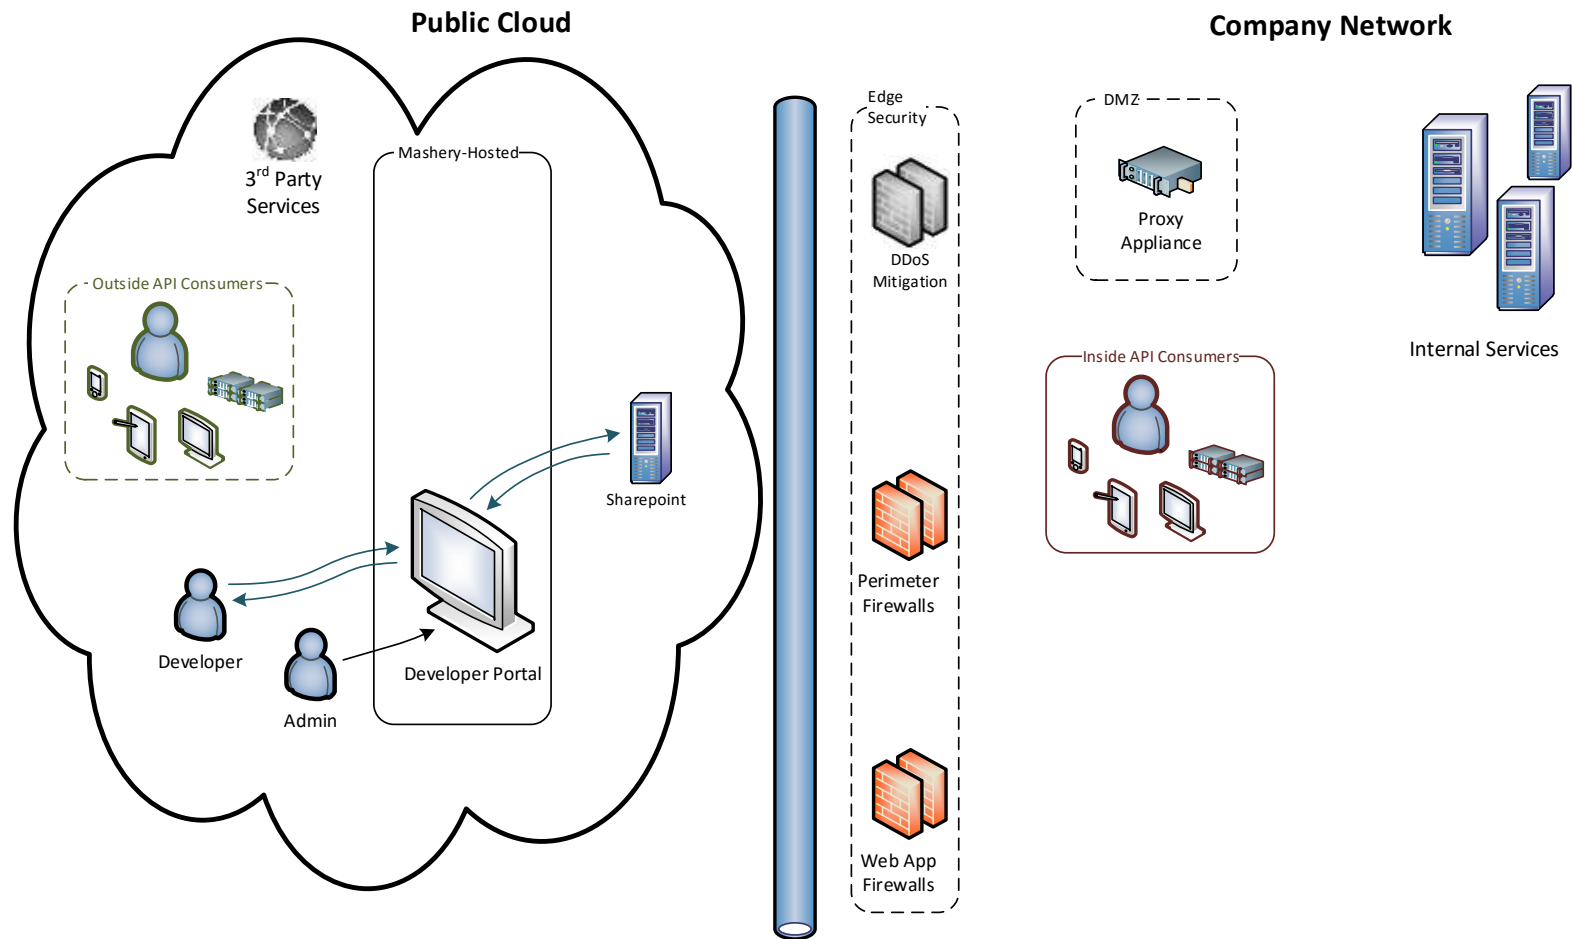 Public Cloud
Company Network
3rd Party
Services
Mashery-Hosted
Edge
Security
DMZ
DDoS
Mitigation
Proxy
Appliance
Outside API Consumers
Internal Services
Inside API Consumers
Sharepoint
Perimeter
Firewalls
Developer
Developer Portal
Admin
Web App
Firewalls